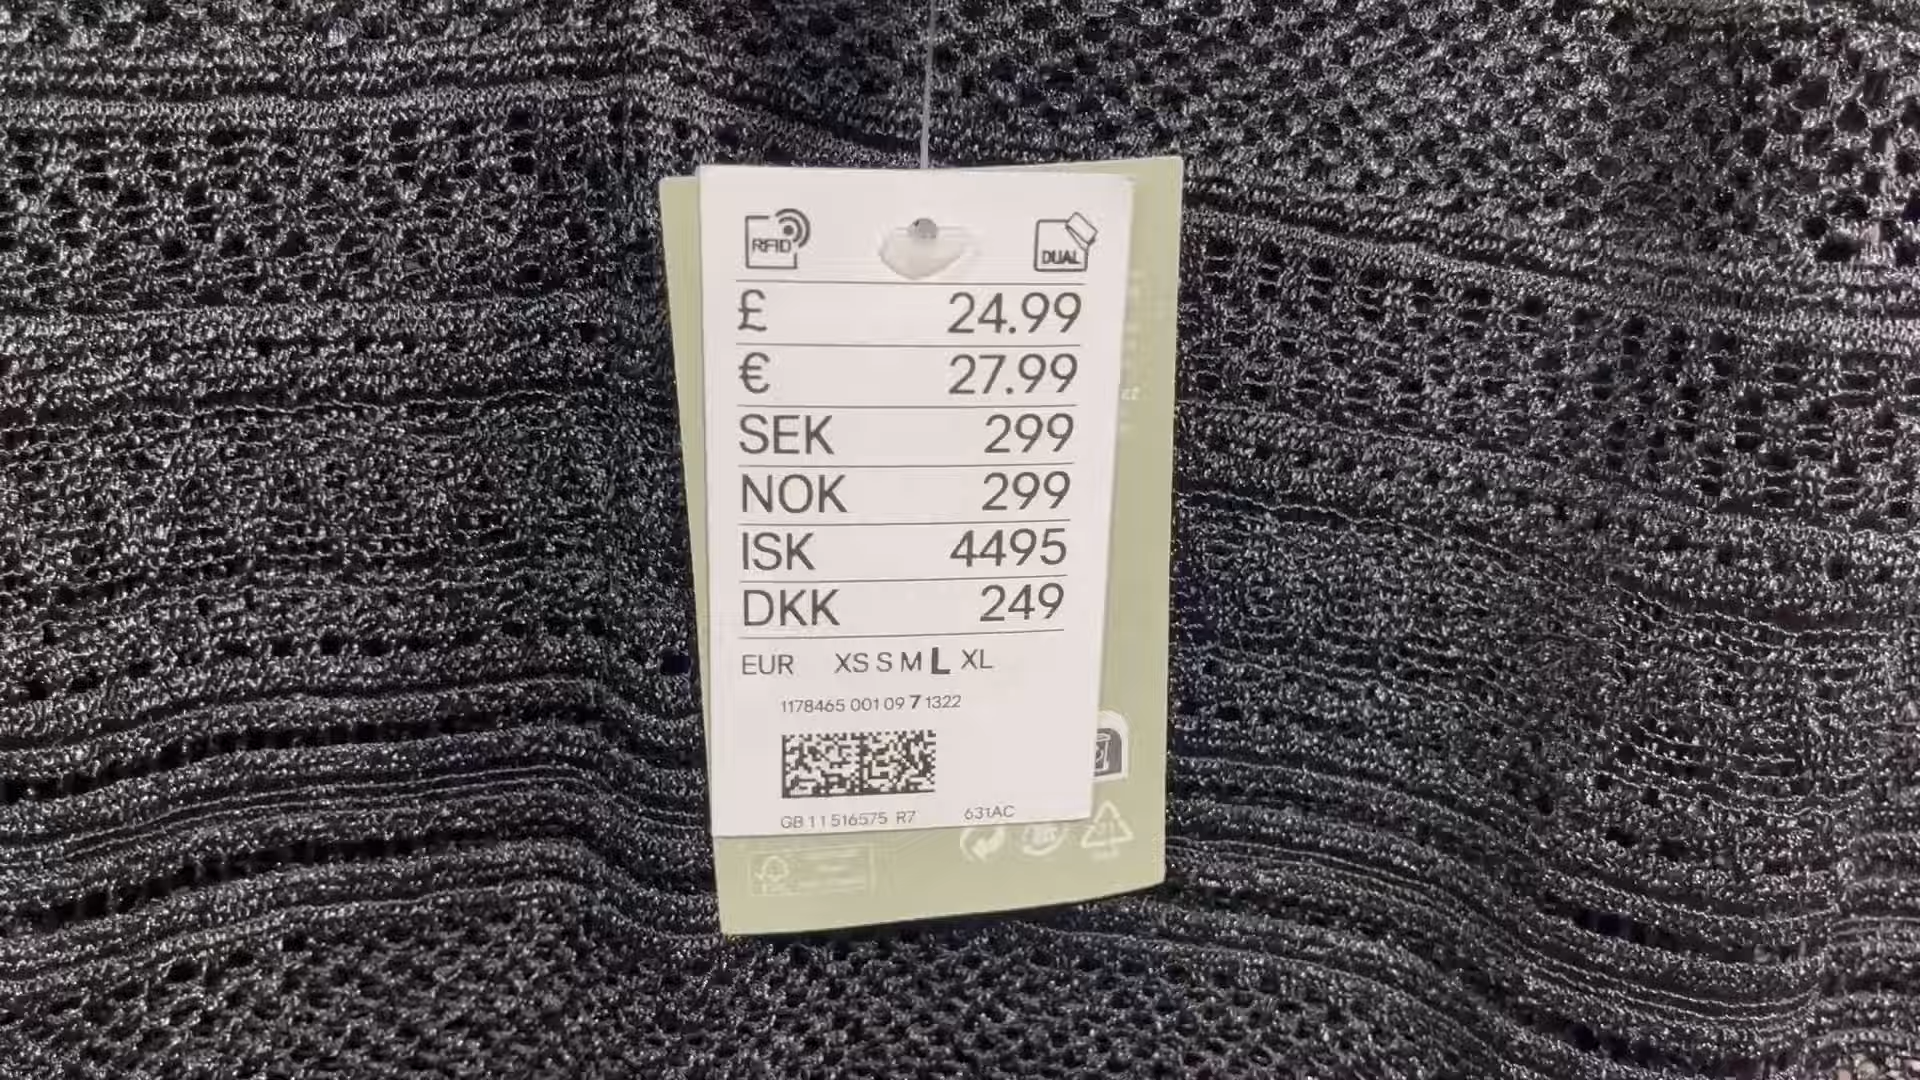 RFID
DUAL
£ 24.99
€ 27.99
SEK 299
NOK 299
ISK 4495
DKK 249
EUR XS S M L XL
1178465 001 09 7 1322
GB 11 516575 R7 631AC